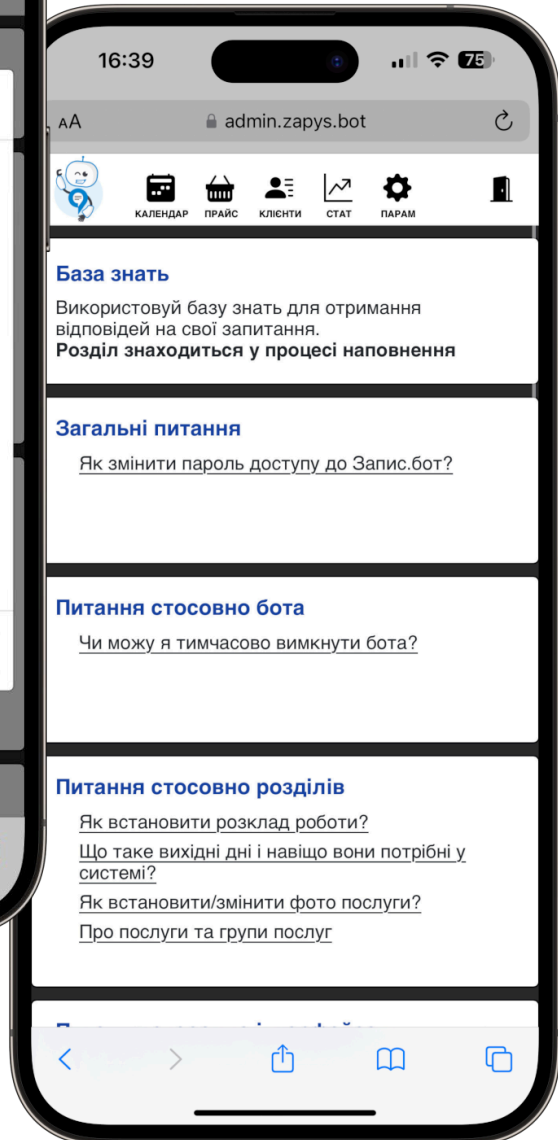 16:39
75
AA
admin.zapys.bot
КАЛЕНДАР ПРАЙС КЛІЄНТИ СТАТ ПАРАМ
База знать
Використовуй базу знать для отримання
відповідей на свої запитання.
Розділ знаходиться у процесі наповнення
Загальні питання
Як змінити пароль доступу до Запис.бот?
Питання стосовно бота
Чи можу я тимчасово вимкнути бота?
Питання стосовно розділів
Як встановити розклад роботи?
Що таке вихідні дні і навіщо вони потрібні у
системі?
Як встановити/змінити фото послуги?
Про послуги та групи послуг